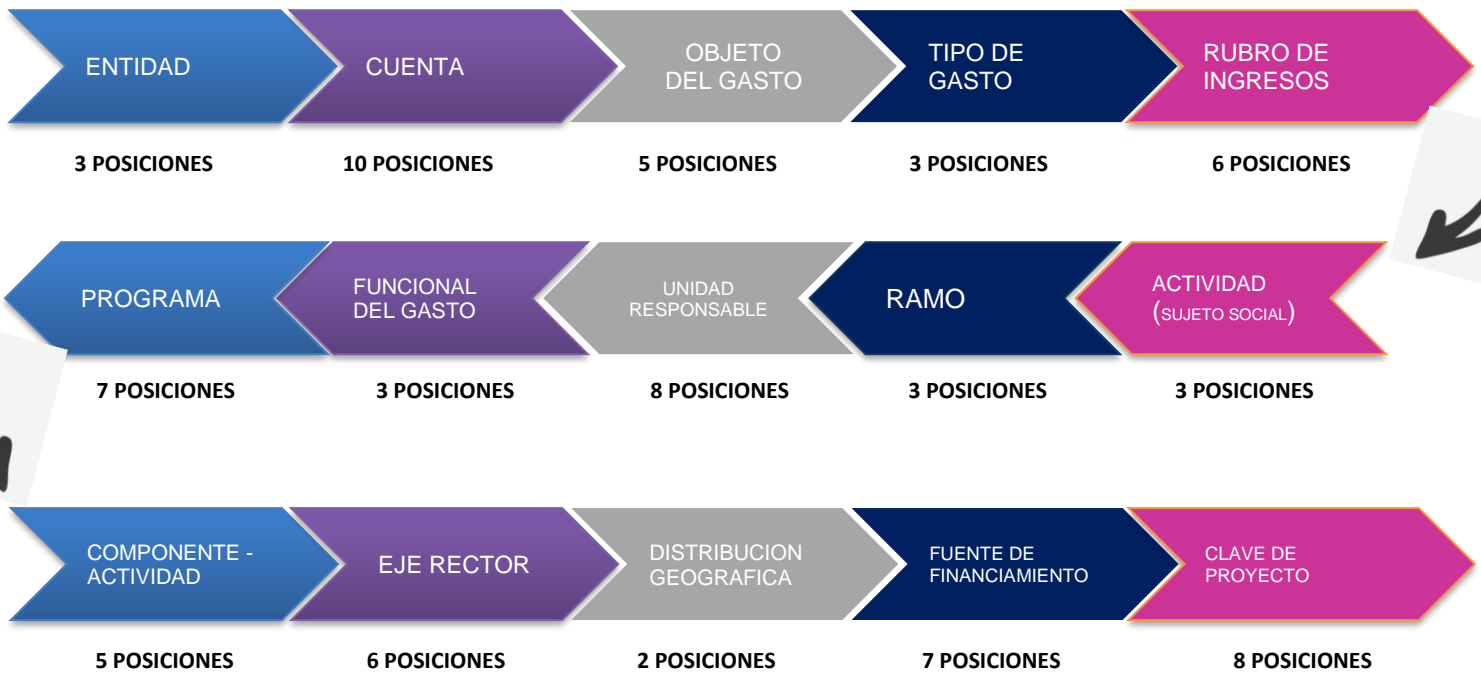 ENTIDAD
CUENTA
OBJETO
DEL GASTO
TIPO DE
GASTO
RUBRO DE
INGRESOS
3 POSICIONES
10 POSICIONES
5 POSICIONES
3 POSICIONES
6 POSICIONES
PROGRAMA
FUNCIONAL
DEL GASTO
UNIDAD
RESPONSABLE
RAMO
ACTIVIDAD
(SUJETO SOCIAL)
7 POSICIONES
3 POSICIONES
8 POSICIONES
3 POSICIONES
3 POSICIONES
COMPONENTE -
ACTIVIDAD
EJE RECTOR
DISTRIBUCION
GEOGRAFICA
FUENTE DE
FINANCIAMIENTO
CLAVE DE
PROYECTO
5 POSICIONES
6 POSICIONES
2 POSICIONES
7 POSICIONES
8 POSICIONES